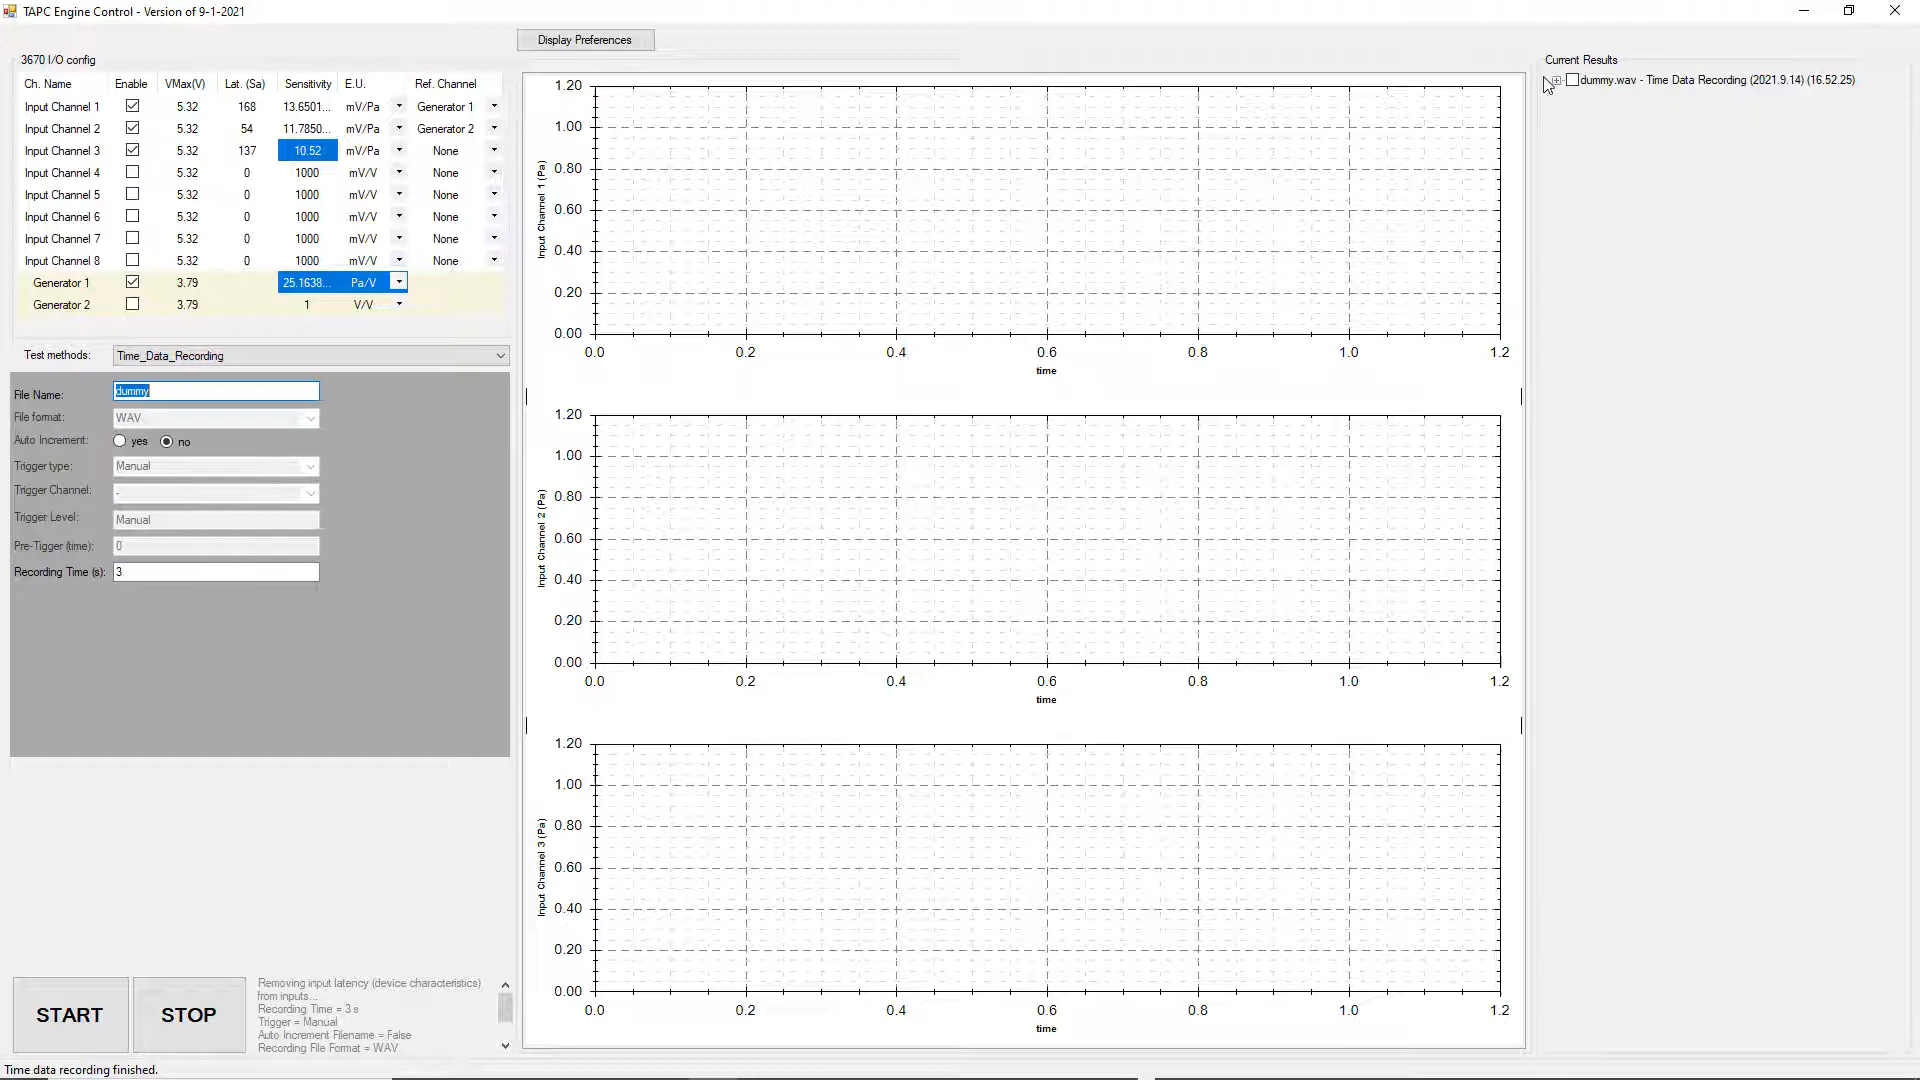 TAPC Engine Control - Version of 9-1-2021
Display Preferences
3670 I/O config
Ch. Name Enable VMax(V) Lat. (Sa) Sensitivity E.U. Ref. Channel
Input Channel 1 5.32 168 13.6501... mV/Pa Generator 1
Input Channel 2 5.32 54 11.7850... mV/Pa Generator 2
Input Channel 3 5.32 137 10.52 mV/Pa None
Input Channel 4 5.32 0 1000 mV/V None
Input Channel 5 5.32 0 1000 mV/V None
Input Channel 6 5.32 0 1000 mV/V None
Input Channel 7 5.32 0 1000 mV/V None
Input Channel 8 5.32 0 1000 mV/V None
Generator 1 3.79 25.1638... Pa/V
Generator 2 3.79 1 V/V
Test methods: Time_Data_Recording
File Name: dummy
File format: WAV
Auto Increment: yes no
Trigger type: Manual
Trigger Channel: -
Trigger Level: Manual
Pre-Tigger (time): 0
Recording Time (s): 3
START STOP
Removing input latency (device characteristics)
from inputs...
Recording Time = 3 s
Trigger = Manual
Auto Increment Filename = False
Recording File Format = WAV
Time data recording finished.
Input Channel 1 (Pa)
1.20
1.00
0.80
0.60
0.40
0.20
0.00
0.0 0.2 0.4 0.6 0.8 1.0 1.2
time
Input Channel 2 (Pa)
1.20
1.00
0.80
0.60
0.40
0.20
0.00
0.0 0.2 0.4 0.6 0.8 1.0 1.2
time
Input Channel 3 (Pa)
1.20
1.00
0.80
0.60
0.40
0.20
0.00
0.0 0.2 0.4 0.6 0.8 1.0 1.2
time
Current Results
dummy.wav - Time Data Recording (2021.9.14) (16.52.25)